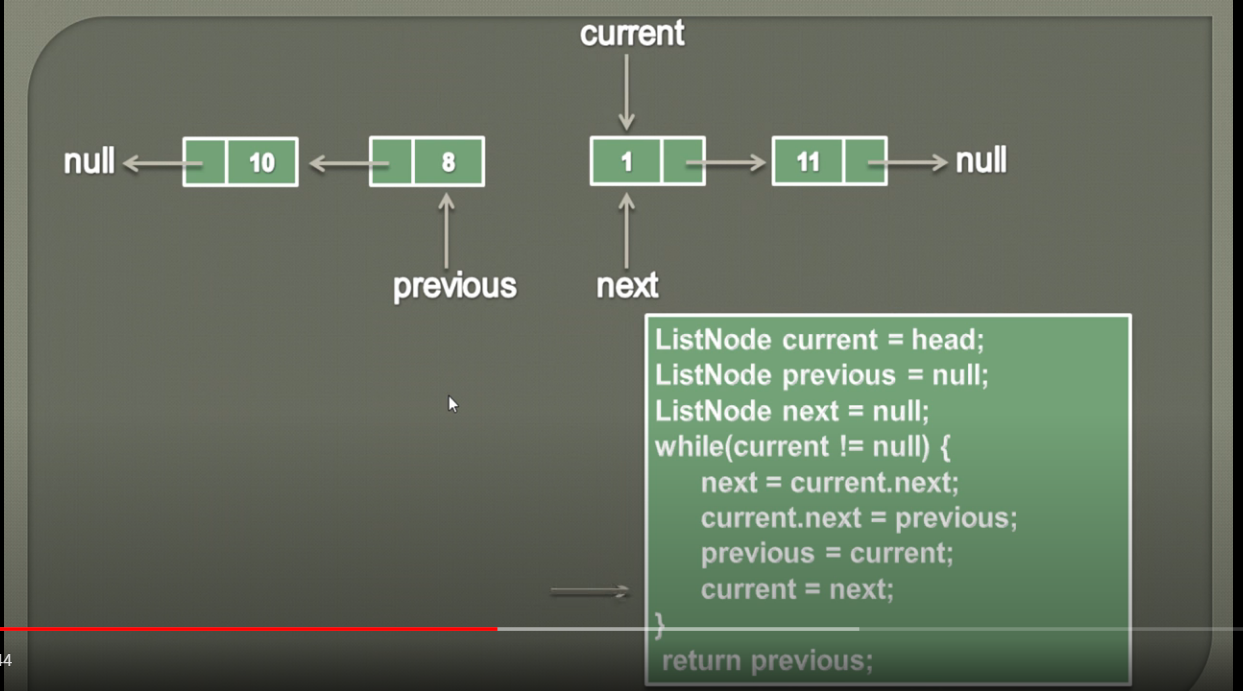 current
null
10
8
1
11
null
previous
next
ListNode current = head;
ListNode previous = null;
ListNode next = null;
while(current != null) {
next = current.next;
current.next = previous;
previous = current;
current = next;
}
return previous;
44